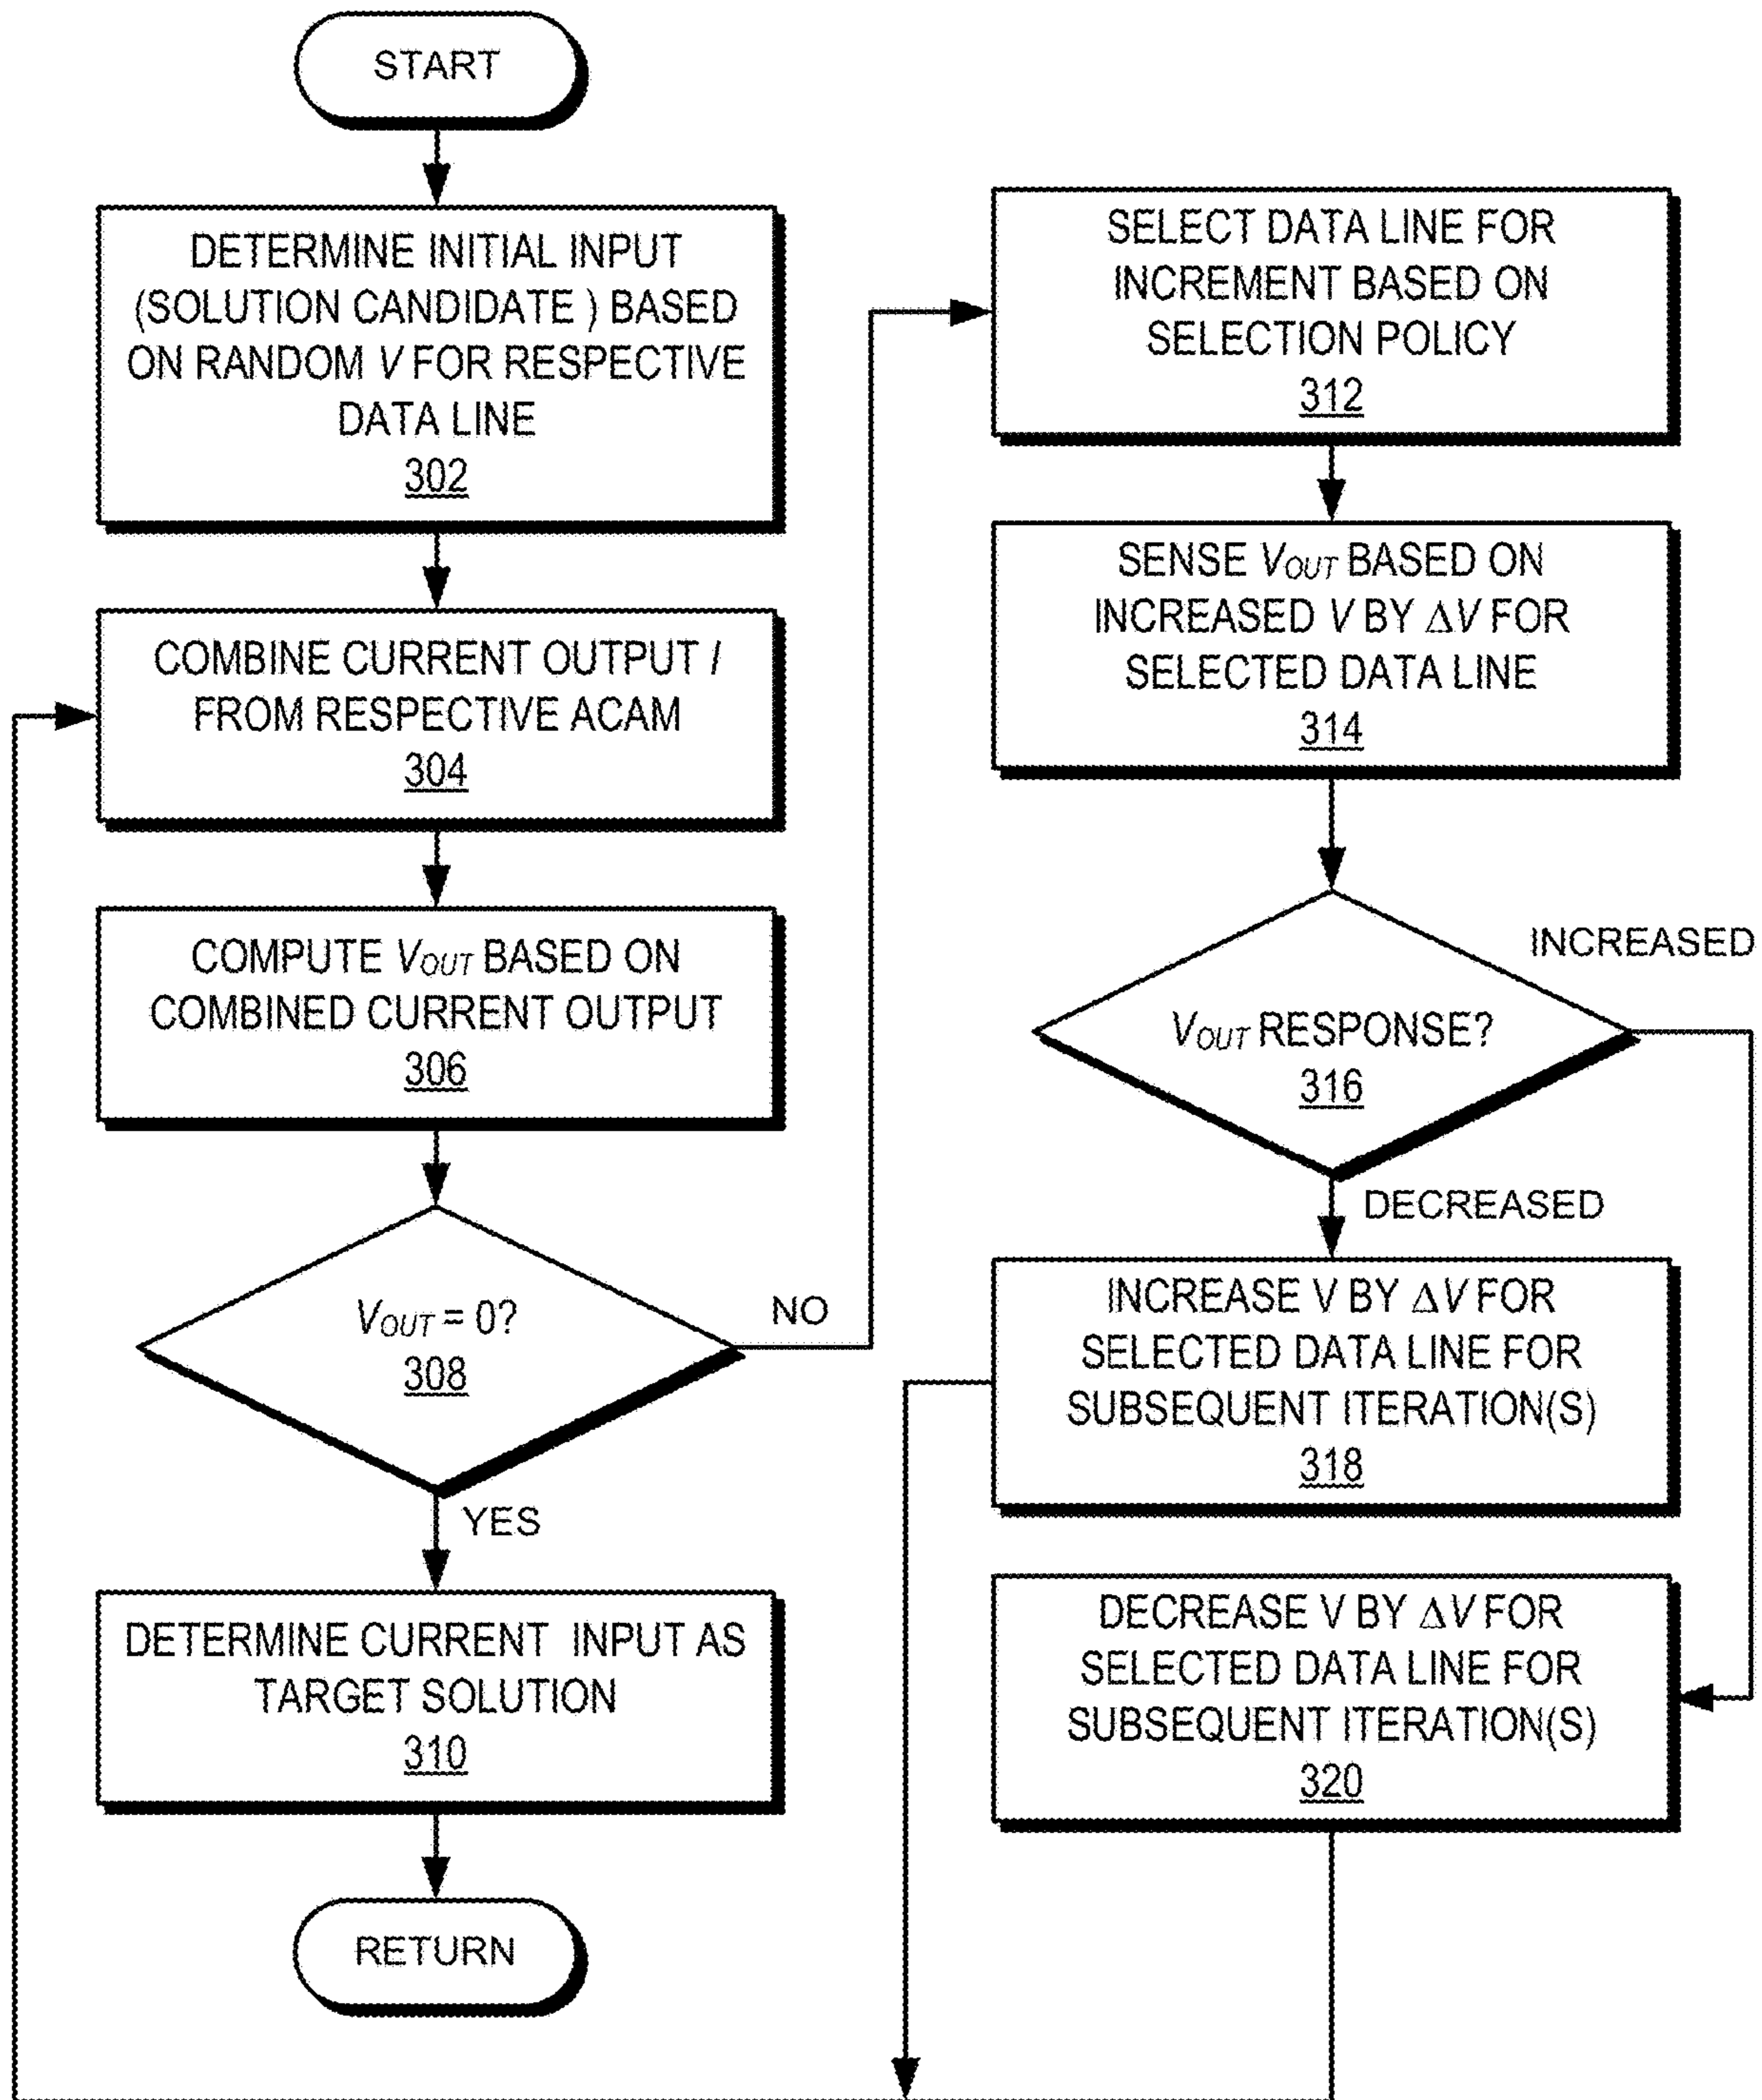 START
DETERMINE INITIAL INPUT
(SOLUTION CANDIDATE ) BASED
ON RANDOM V FOR RESPECTIVE
DATA LINE
302
COMBINE CURRENT OUTPUT I
FROM RESPECTIVE ACAM
304
COMPUTE VOUT BASED ON
COMBINED CURRENT OUTPUT
306
VOUT = 0?
308
NO
YES
DETERMINE CURRENT INPUT AS
TARGET SOLUTION
310
RETURN
SELECT DATA LINE FOR
INCREMENT BASED ON
SELECTION POLICY
312
SENSE VOUT BASED ON
INCREASED V BY ΔV FOR
SELECTED DATA LINE
314
INCREASED
VOUT RESPONSE?
316
DECREASED
INCREASE V BY ΔV FOR
SELECTED DATA LINE FOR
SUBSEQUENT ITERATION(S)
318
DECREASE V BY ΔV FOR
SELECTED DATA LINE FOR
SUBSEQUENT ITERATION(S)
320